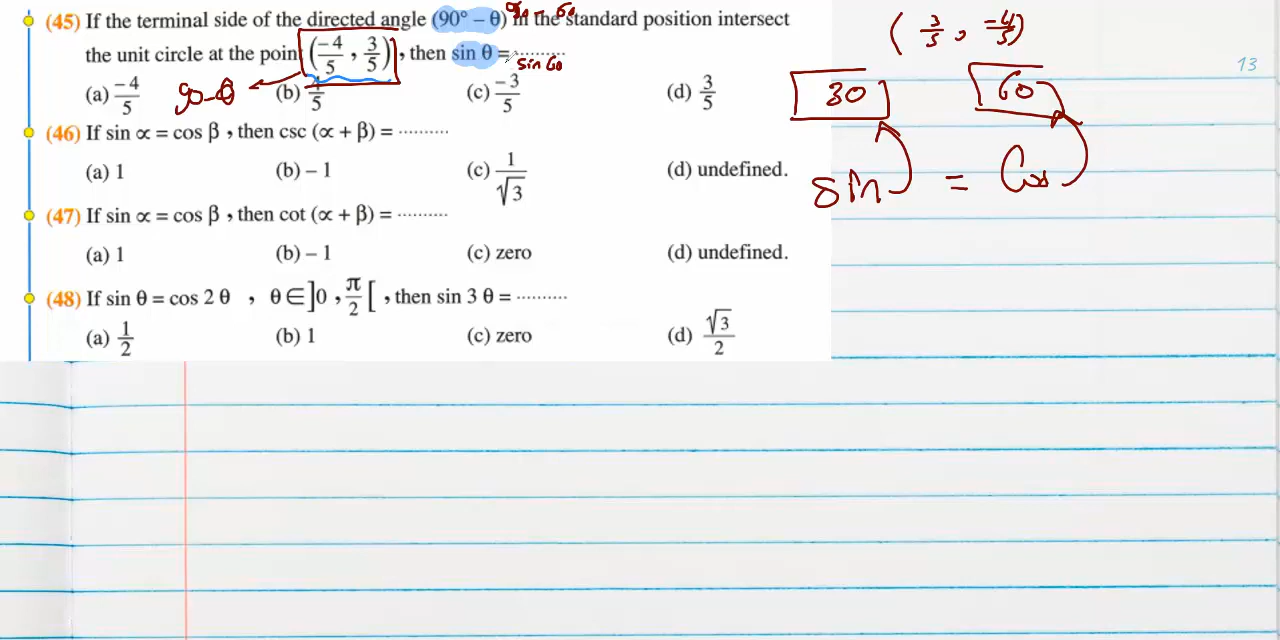 (45) If the terminal side of the directed angle (90° – θ) in the standard position intersect
the unit circle at the point (-4/5 , 3/5) , then sin θ = ..........
sin 60
(a) -4/5 (b) 4/5 (c) -3/5 (d) 3/5
90-θ
(46) If sin ∝ = cos β , then csc (∝ + β) = ..........
(a) 1 (b) – 1 (c) 1/√3 (d) undefined.
(47) If sin ∝ = cos β , then cot (∝ + β) = ..........
(a) 1 (b) – 1 (c) zero (d) undefined.
(48) If sin θ = cos 2 θ , θ ∈ ]0 , π/2[ , then sin 3 θ = ..........
(a) 1/2 (b) 1 (c) zero (d) √3/2
(3/5 , -4/5)
13
30 60
sin = Cos